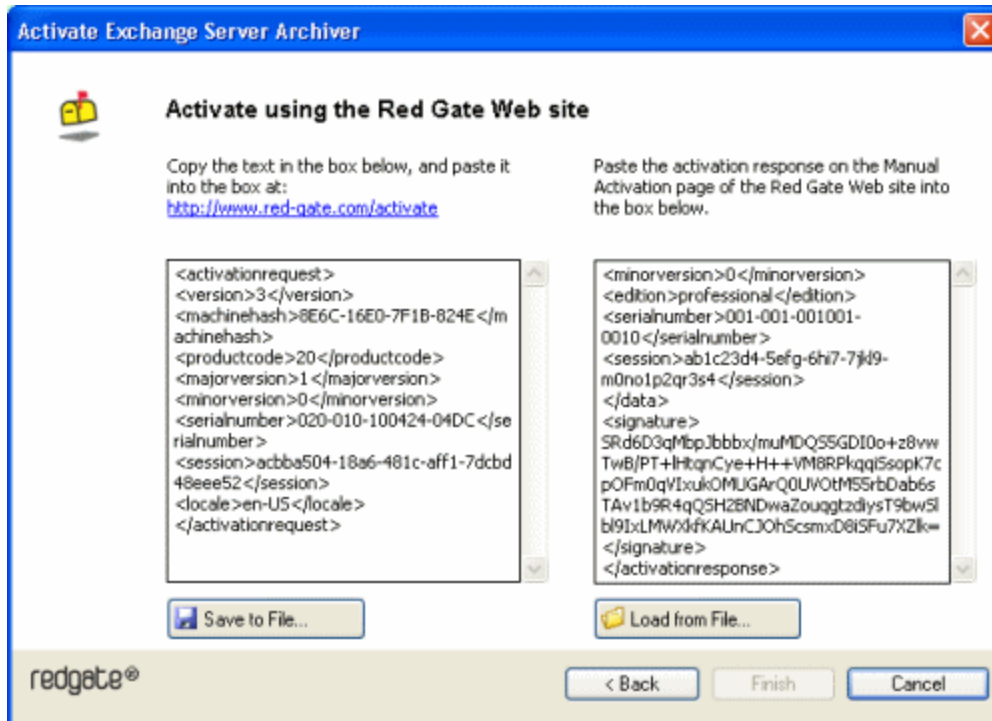 Activate Exchange Server Archiver
Activate using the Red Gate Web site
Copy the text in the box below, and paste it
into the box at:
http://www.red-gate.com/activate
<activationrequest>
<version>3</version>
<machinehash>8E6C-16E0-7F1B-824E</m
achinehash>
<productcode>20</productcode>
<majorversion>1</majorversion>
<minorversion>0</minorversion>
<serialnumber>020-010-100424-04DC</se
rialnumber>
<session>acbba504-18a6-481c-aff1-7dcbd
48eee52</session>
<locale>en-US</locale>
</activationrequest>
Save to File...
Paste the activation response on the Manual
Activation page of the Red Gate Web site into
the box below.
<minorversion>0</minorversion>
<edition>professional</edition>
<serialnumber>001-001-001001-
0010</serialnumber>
<session>ab1c23d4-5efg-6hi7-7jkl9-
m0no1p2qr3s4</session>
</data>
<signature>
SRd6D3qMbpJbbbx/muMDQS5GDI0o+z8vw
TwB/PT+lHtqnCye+H++VM8RPkqqi5sopK7c
pOFm0qVIxukOMUGArQ0UVOtMS5rbDab6s
TAv1b9R4qQSH2BNDwaZouqgtzdiysT9bwSl
bl9IxLMWXkfKAUnCJOhScsmxD8iSFu7XZlk=
</signature>
</activationresponse>
Load from File...
redgate®
< Back
Finish
Cancel